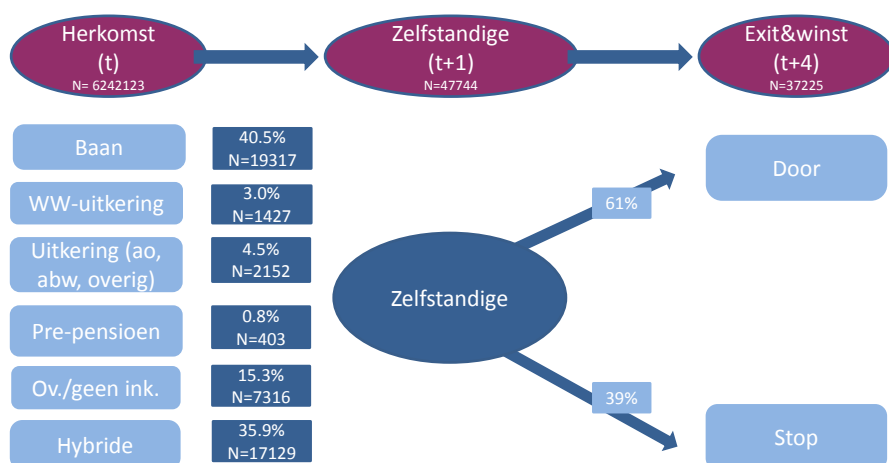 Herkomst
(t)
N= 6242123
Zelfstandige
(t+1)
N=47744
Exit&winst
(t+4)
N=37225
Baan
40.5%
N=19317
WW-uitkering
3.0%
N=1427
Uitkering (ao,
abw, overig)
4.5%
N=2152
Pre-pensioen
0.8%
N=403
Ov./geen ink.
15.3%
N=7316
Hybride
35.9%
N=17129
Zelfstandige
61%
39%
Door
Stop